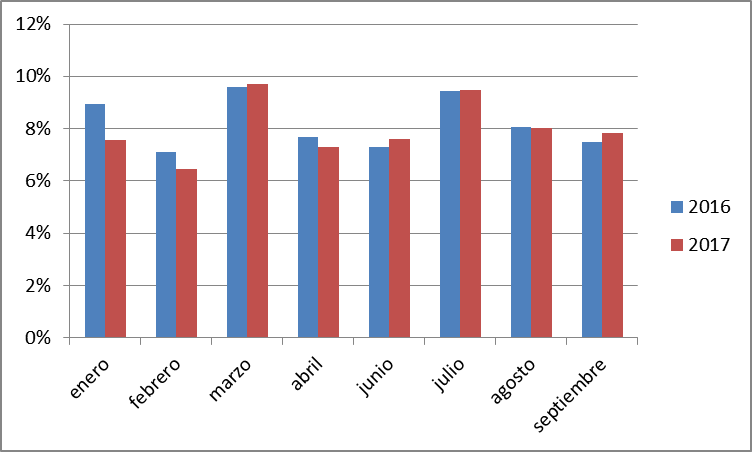 12%
10%
8%
6%
4%
2%
0%
enero
febrero
marzo
abril
junio
julio
agosto
septiembre
2016
2017